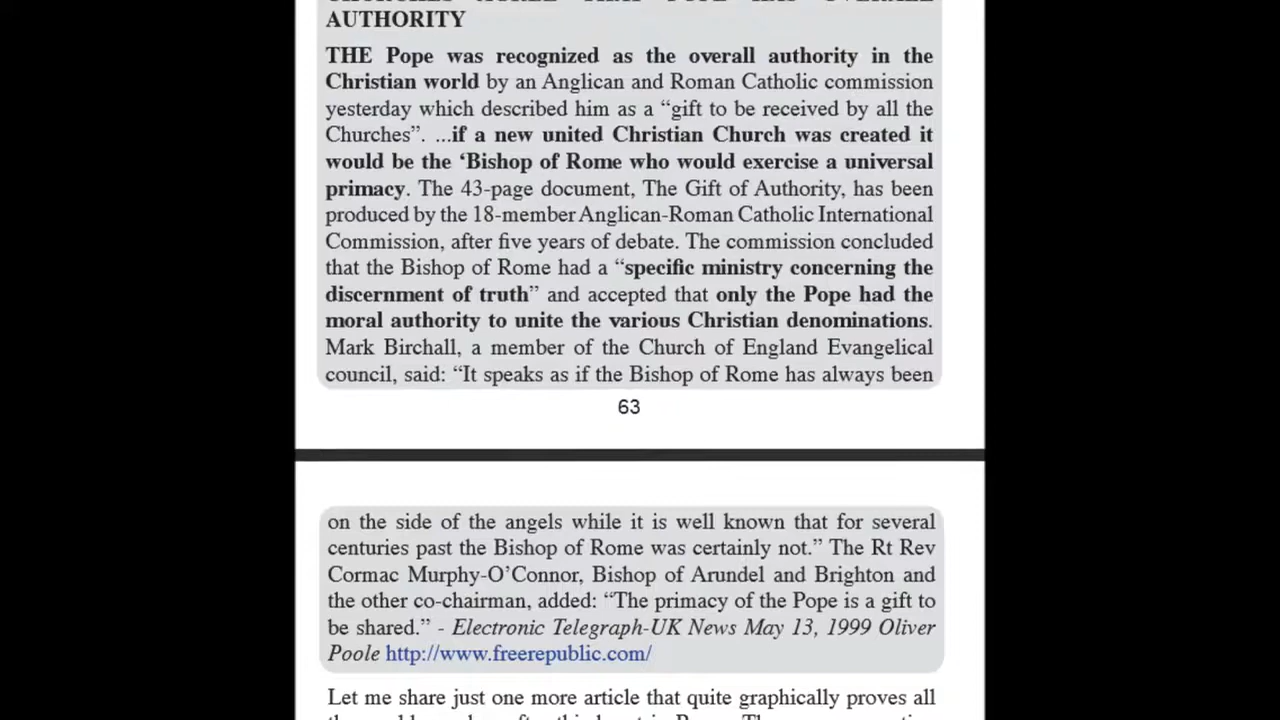 AUTHORITY
THE Pope was recognized as the overall authority in the
Christian world by an Anglican and Roman Catholic commission
yesterday which described him as a “gift to be received by all the
Churches”. ...if a new united Christian Church was created it
would be the ‘Bishop of Rome who would exercise a universal
primacy. The 43-page document, The Gift of Authority, has been
produced by the 18-member Anglican-Roman Catholic International
Commission, after five years of debate. The commission concluded
that the Bishop of Rome had a “specific ministry concerning the
discernment of truth” and accepted that only the Pope had the
moral authority to unite the various Christian denominations.
Mark Birchall, a member of the Church of England Evangelical
council, said: “It speaks as if the Bishop of Rome has always been
63
on the side of the angels while it is well known that for several
centuries past the Bishop of Rome was certainly not.” The Rt Rev
Cormac Murphy-O’Connor, Bishop of Arundel and Brighton and
the other co-chairman, added: “The primacy of the Pope is a gift to
be shared.” - Electronic Telegraph-UK News May 13, 1999 Oliver
Poole http://www.freerepublic.com/
Let me share just one more article that quite graphically proves all